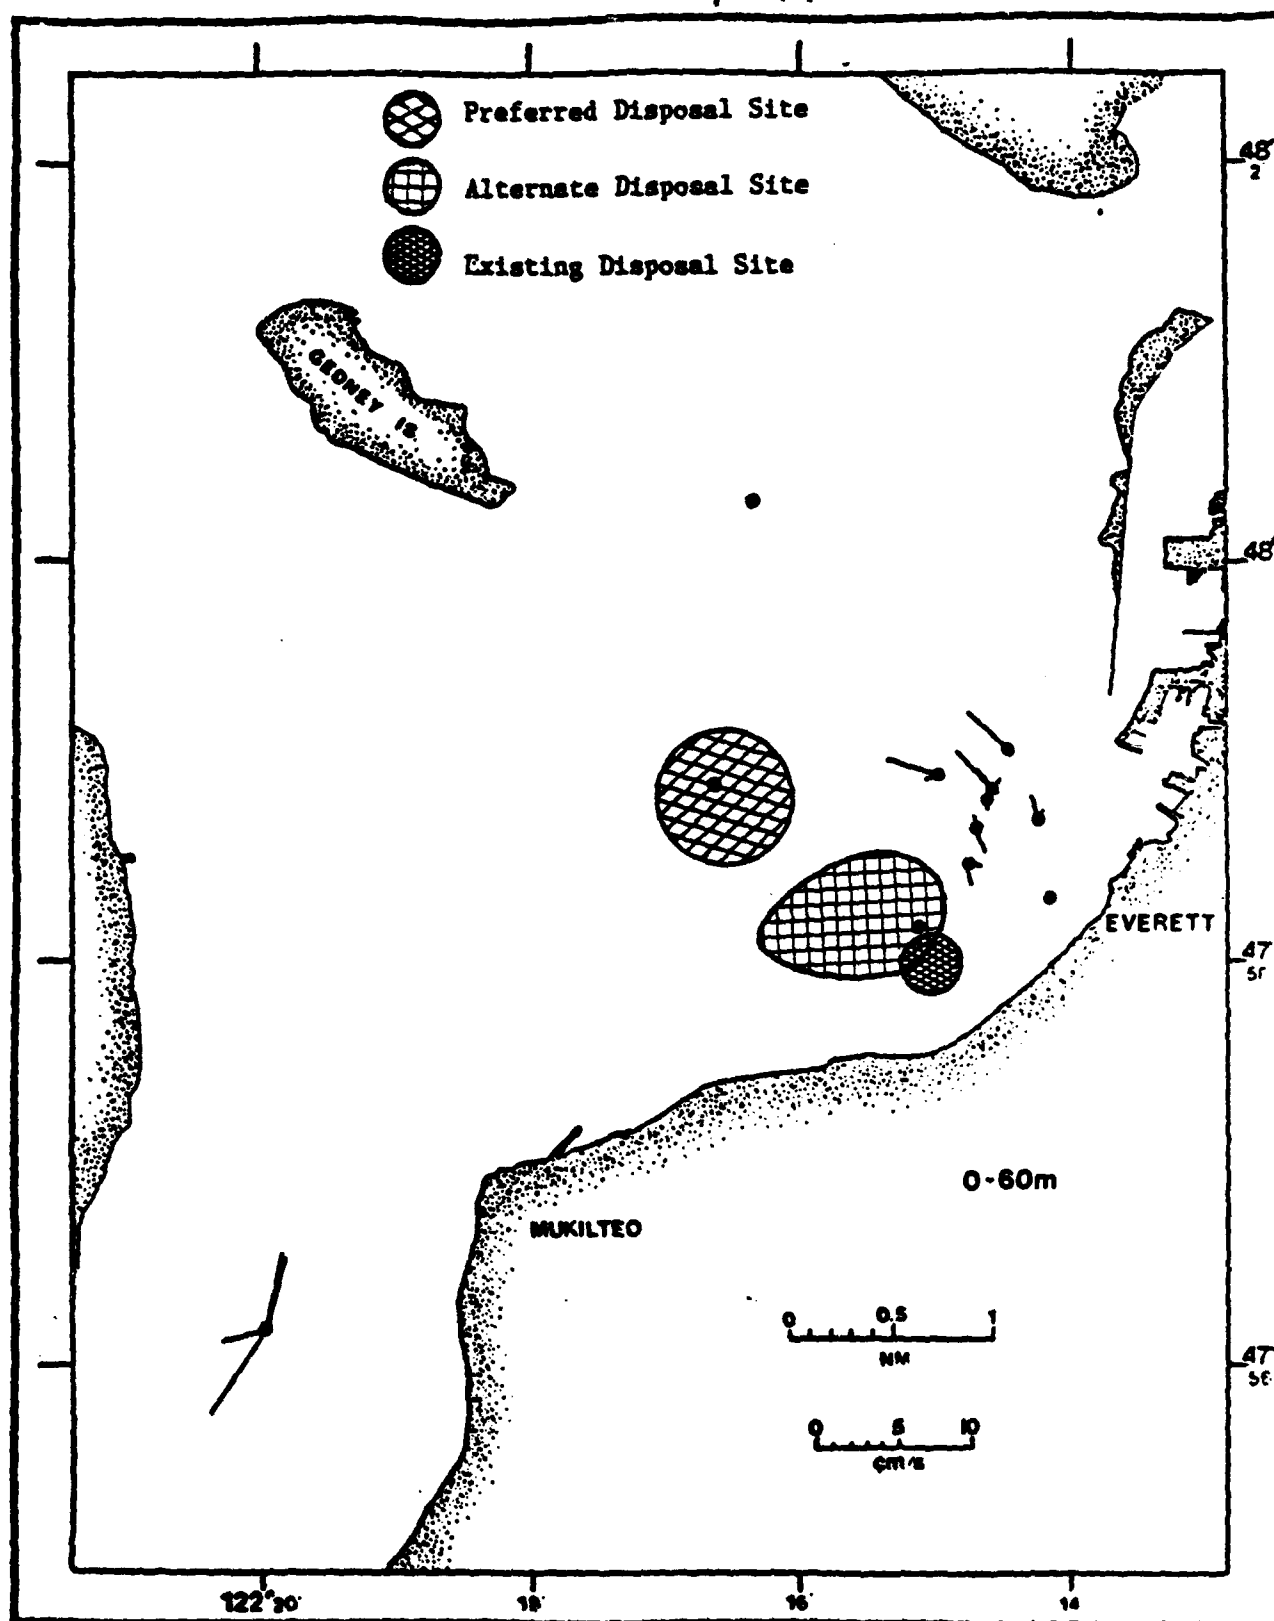 Preferred Disposal Site
Alternate Disposal Site
Existing Disposal Site
48°
2'
GEDNEY IS.
48°
EVERETT
47°
0-60m
MUKILTEO
0 0.5 1
NM
47°
0 5 10
cm/s
122°20' 18' 16' 14'